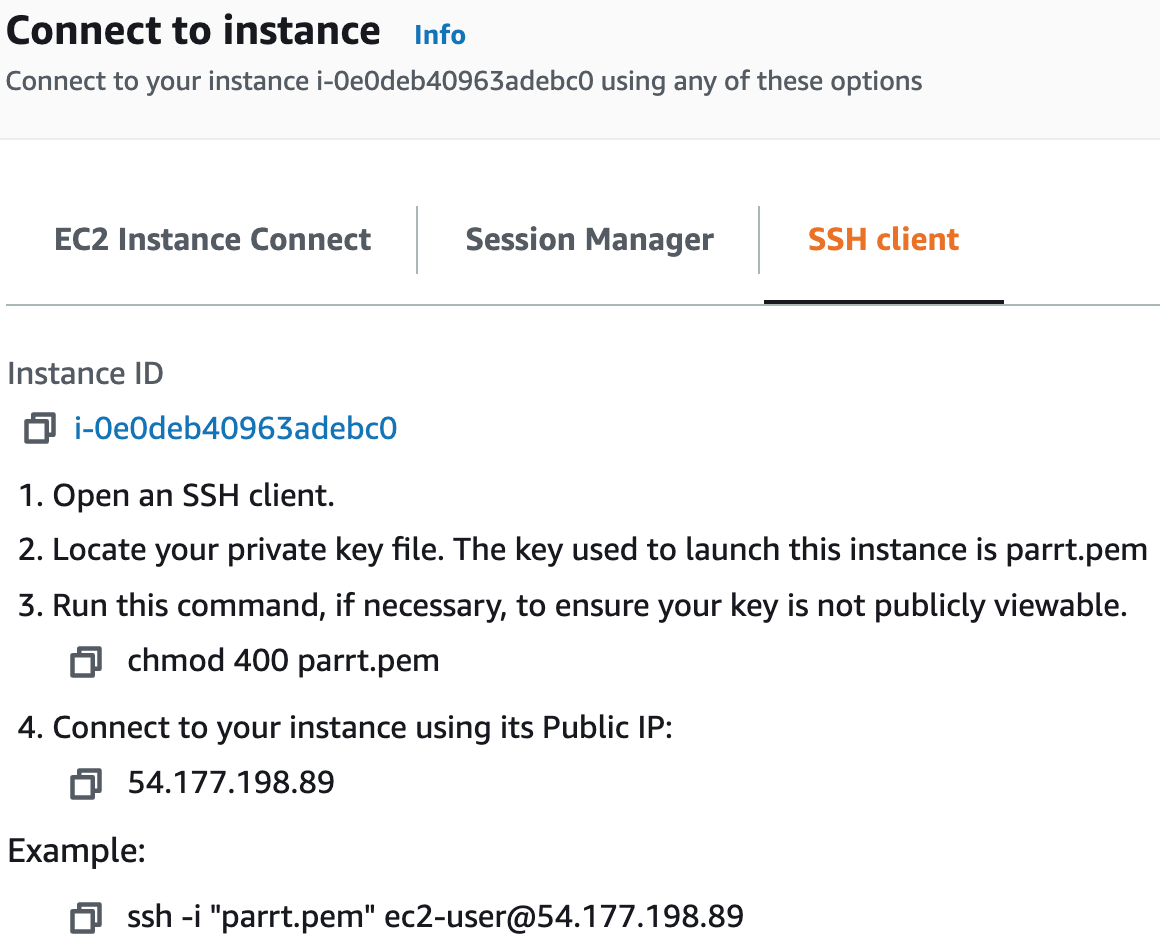 Connect to instance Info
Connect to your instance i-0e0deb40963adebc0 using any of these options
EC2 Instance Connect
Session Manager
SSH client
Instance ID
i-0e0deb40963adebc0
1. Open an SSH client.
2. Locate your private key file. The key used to launch this instance is parrt.pem
3. Run this command, if necessary, to ensure your key is not publicly viewable.
chmod 400 parrt.pem
4. Connect to your instance using its Public IP:
54.177.198.89
Example:
ssh -i "parrt.pem" ec2-user@54.177.198.89